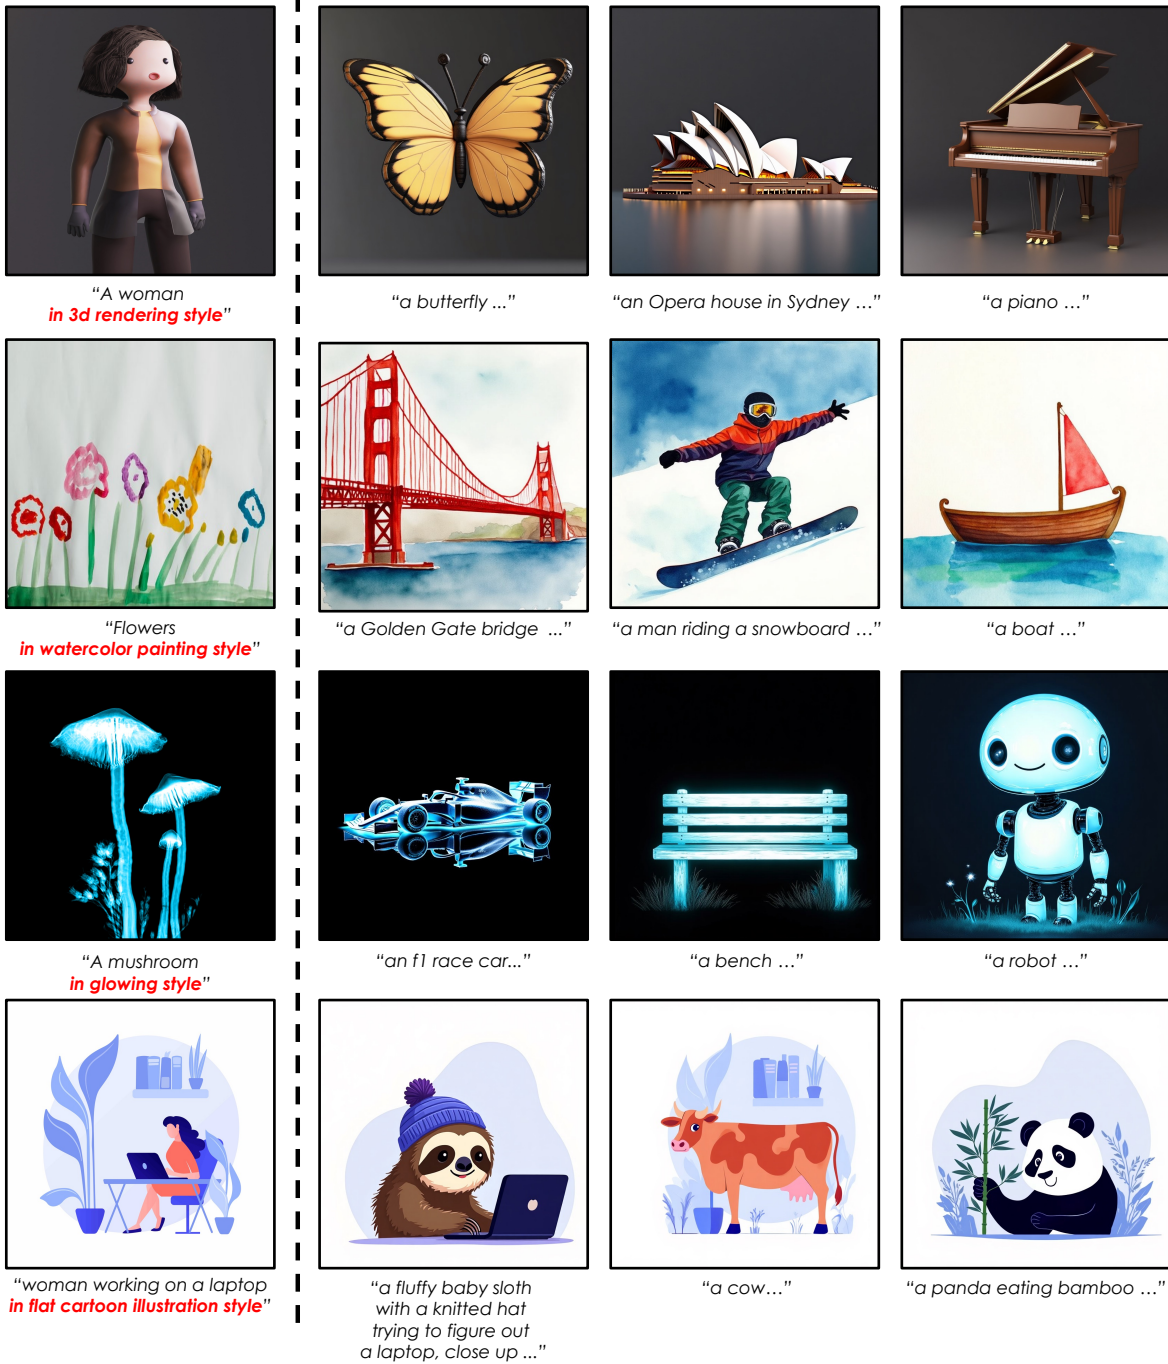 “A woman
in 3d rendering style”
“a butterfly ...”
“an Opera house in Sydney …”
“a piano …”
“Flowers
in watercolor painting style”
“a Golden Gate bridge  ...”
“a man riding a snowboard …”
“a boat …”
“A mushroom
in glowing style”
“an f1 race car...”
“a bench …”
“a robot …”
“woman working on a laptop
in flat cartoon illustration style”
“a fluffy baby sloth
with a knitted hat
trying to figure out
a laptop, close up ...”
“a cow…”
“a panda eating bamboo …”